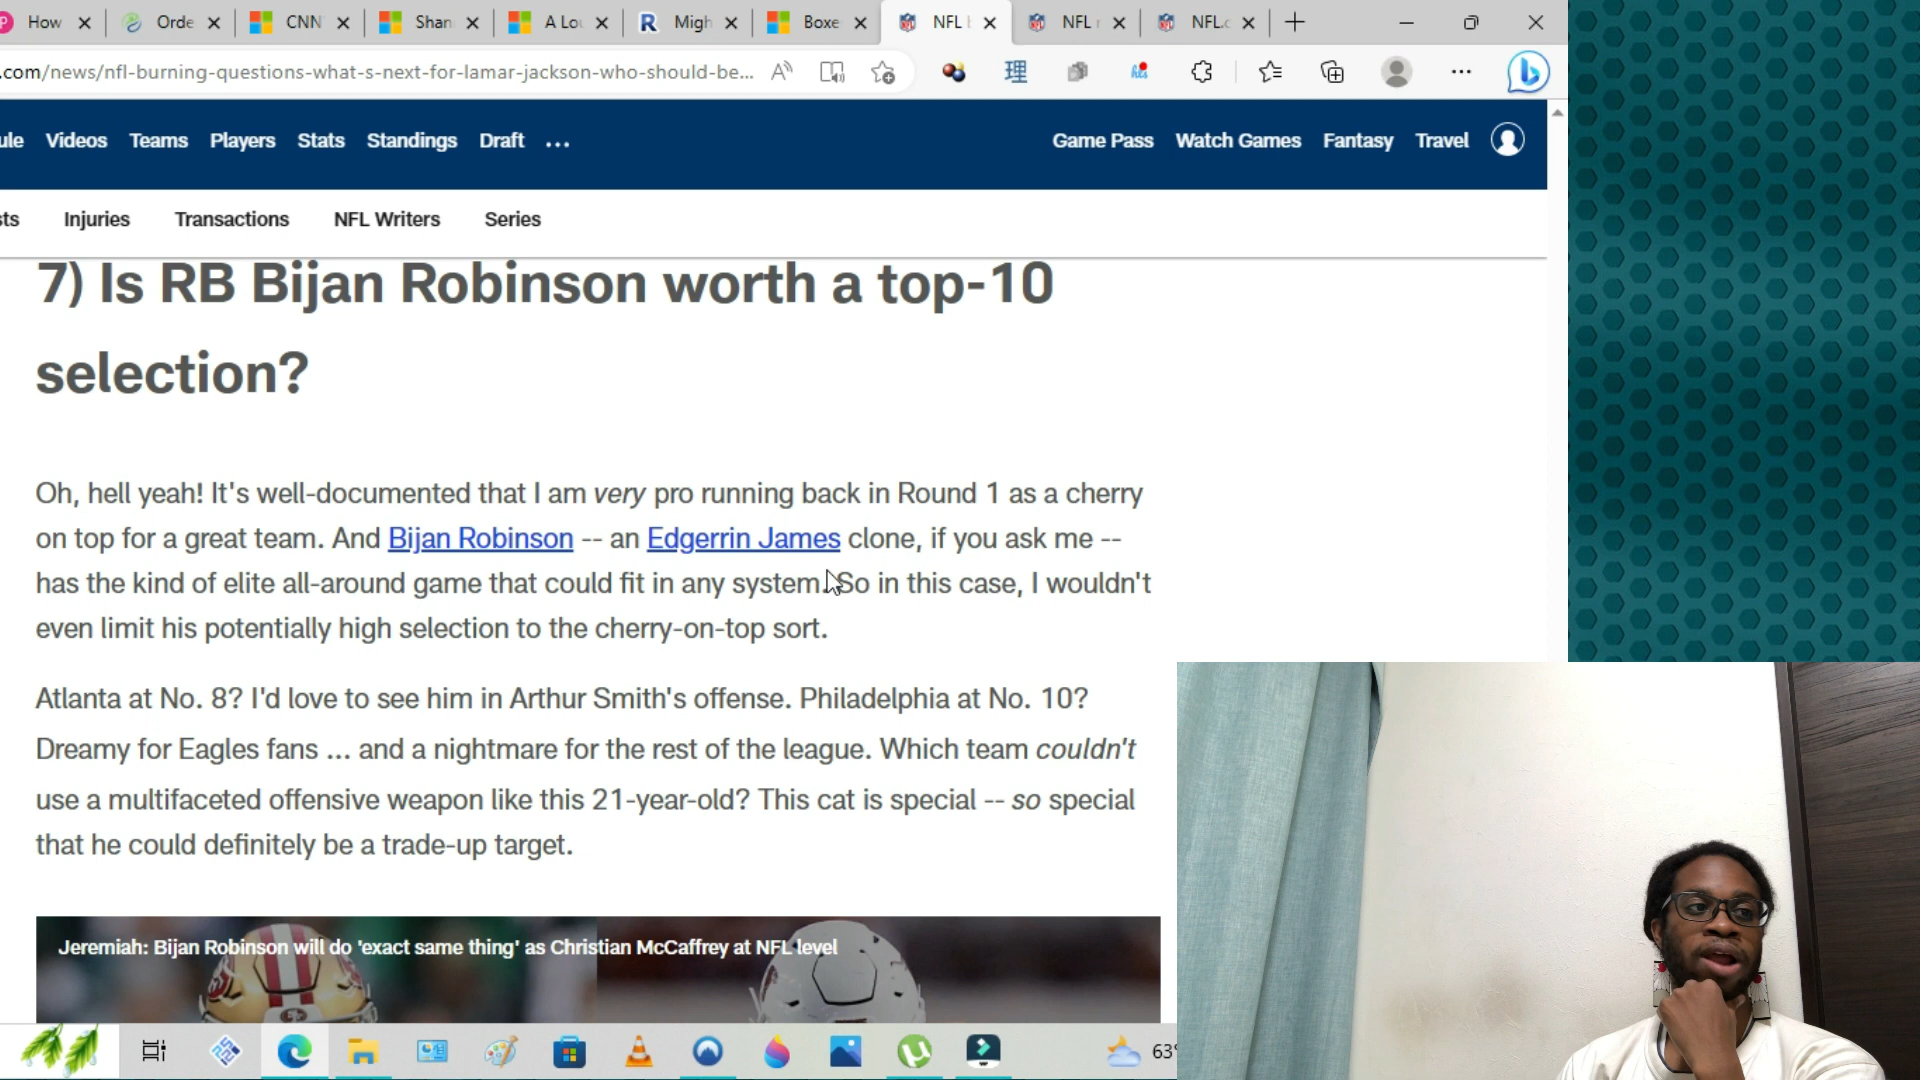 How
Orde
CNN
Shan
A Lou
Migh
Boxe
NFL
NFL
NFL.c
.com/news/nfl-burning-questions-what-s-next-for-lamar-jackson-who-should-be...
理
ule Videos Teams Players Stats Standings Draft ...
Game Pass Watch Games Fantasy Travel
sts Injuries Transactions NFL Writers Series
7) Is RB Bijan Robinson worth a top-10
selection?
Oh, hell yeah! It's well-documented that I am very pro running back in Round 1 as a cherry
on top for a great team. And Bijan Robinson -- an Edgerrin James clone, if you ask me --
has the kind of elite all-around game that could fit in any system. So in this case, I wouldn't
even limit his potentially high selection to the cherry-on-top sort.
Atlanta at No. 8? I'd love to see him in Arthur Smith's offense. Philadelphia at No. 10?
Dreamy for Eagles fans ... and a nightmare for the rest of the league. Which team couldn't
use a multifaceted offensive weapon like this 21-year-old? This cat is special -- so special
that he could definitely be a trade-up target.
Jeremiah: Bijan Robinson will do 'exact same thing' as Christian McCaffrey at NFL level
63°